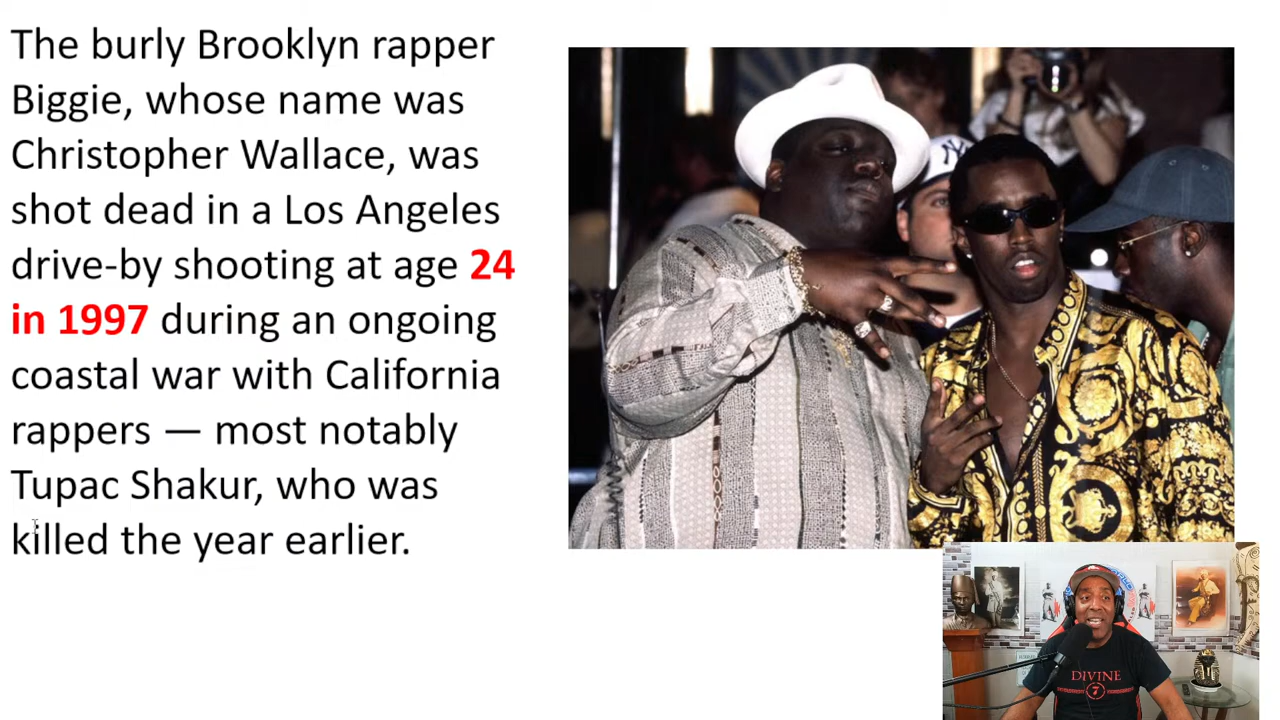 The burly Brooklyn rapper
Biggie, whose name was
Christopher Wallace, was
shot dead in a Los Angeles
drive-by shooting at age 24
in 1997 during an ongoing
coastal war with California
rappers — most notably
Tupac Shakur, who was
killed the year earlier.
NY
DIVINE
7